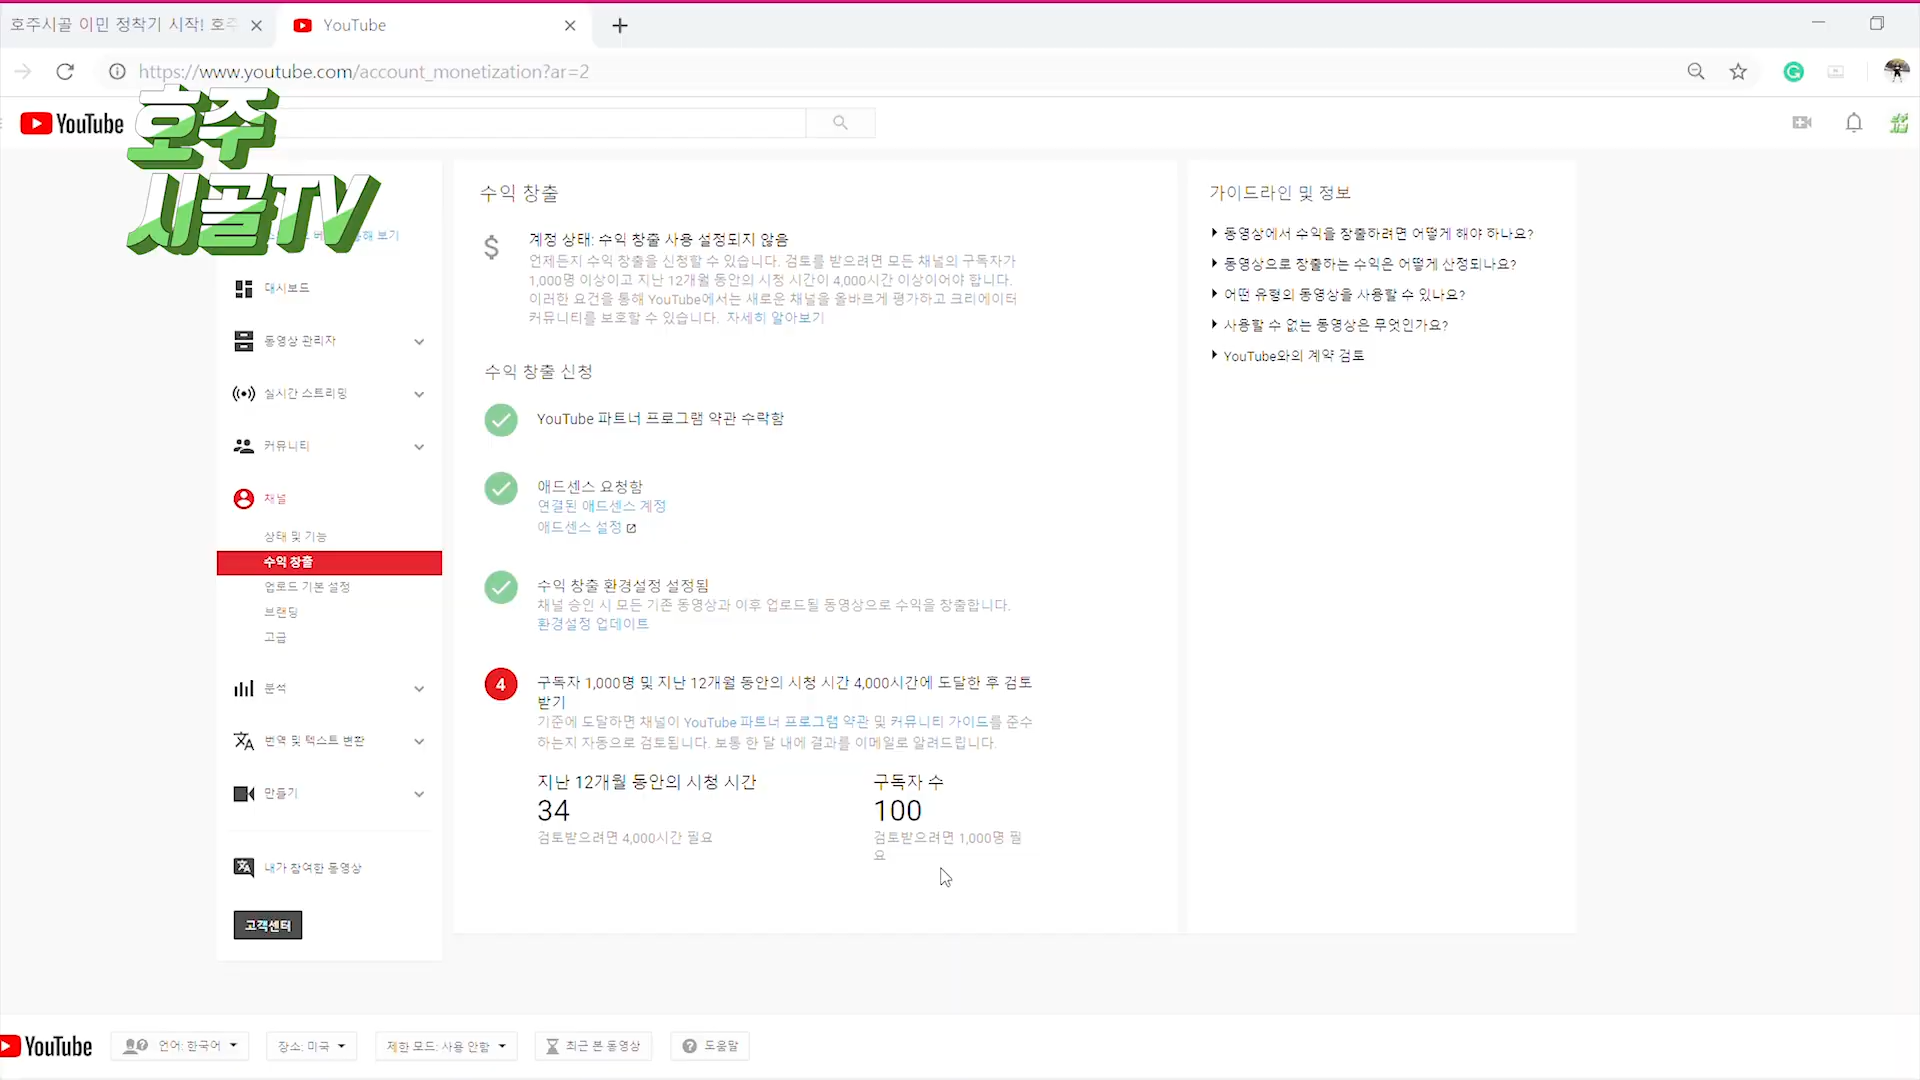 호주시골 이민 정착기 시작! 호주
YouTube
https://www.youtube.com/account_monetization?ar=2
YouTube
호주
시골TV
해 보기
대시보드
동영상 관리자
실시간 스트리밍
커뮤니티
채널
상태 및 기능
수익 창출
업로드 기본 설정
브랜딩
고급
분석
번역 및 텍스트 변환
만들기
내가 참여한 동영상
고객센터
수익 창출
계정 상태: 수익 창출 사용 설정되지 않음
언제든지 수익 창출을 신청할 수 있습니다. 검토를 받으려면 모든 채널의 구독자가
1,000명 이상이고 지난 12개월 동안의 시청 시간이 4,000시간 이상이어야 합니다.
이러한 요건을 통해 YouTube에서는 새로운 채널을 올바르게 평가하고 크리에이터
커뮤니티를 보호할 수 있습니다. 자세히 알아보기
수익 창출 신청
YouTube 파트너 프로그램 약관 수락함
애드센스 요청함
연결된 애드센스 계정
애드센스 설정
수익 창출 환경설정 설정됨
채널 승인 시 모든 기존 동영상과 이후 업로드될 동영상으로 수익을 창출합니다.
환경설정 업데이트
4
구독자 1,000명 및 지난 12개월 동안의 시청 시간 4,000시간에 도달한 후 검토
받기
기준에 도달하면 채널이 YouTube 파트너 프로그램 약관 및 커뮤니티 가이드를 준수
하는지 자동으로 검토됩니다. 보통 한 달 내에 결과를 이메일로 알려드립니다.
지난 12개월 동안의 시청 시간
34
검토받으려면 4,000시간 필요
구독자 수
100
검토받으려면 1,000명 필
요
가이드라인 및 정보
동영상에서 수익을 창출하려면 어떻게 해야 하나요?
동영상으로 창출하는 수익은 어떻게 산정되나요?
어떤 유형의 동영상을 사용할 수 있나요?
사용할 수 없는 동영상은 무엇인가요?
YouTube와의 계약 검토
YouTube
언어: 한국어
장소: 미국
제한 모드: 사용 안함
최근 본 동영상
도움말